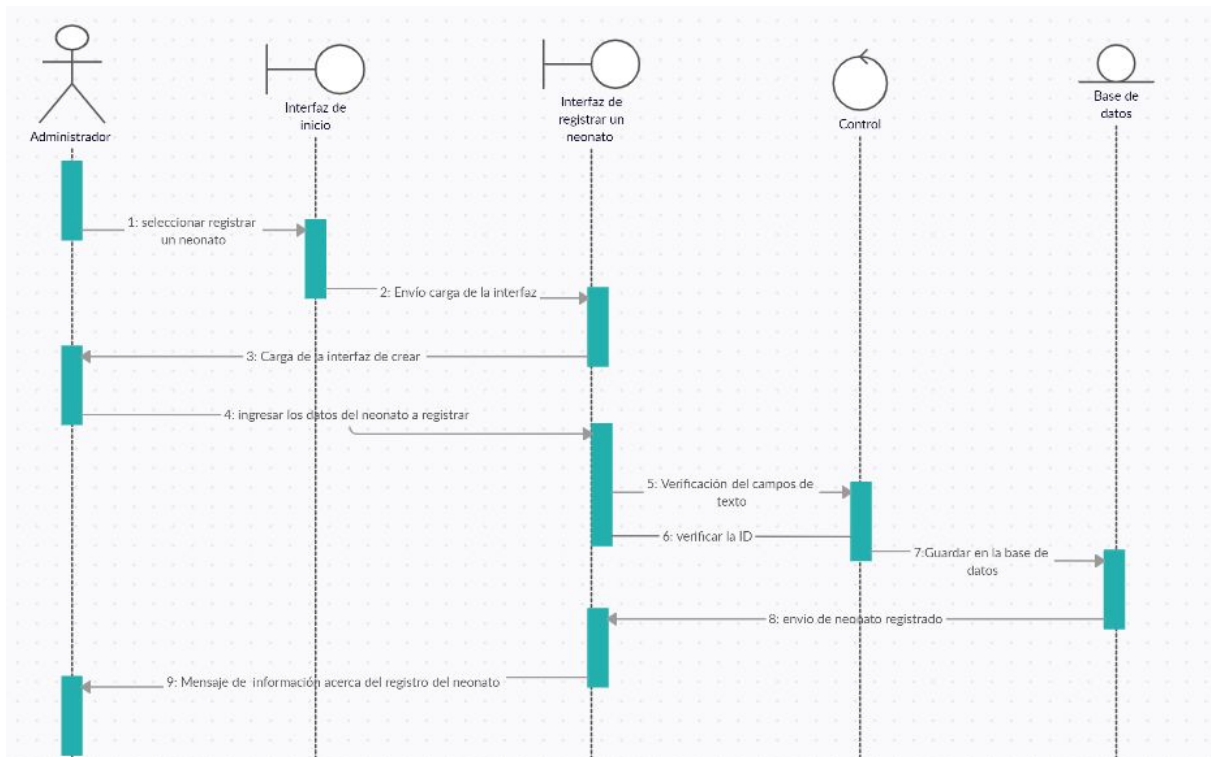 Administrador
Interfaz de
inicio
Interfaz de
registrar un
neonato
Control
Base de
datos
1: seleccionar registrar
un neonato
2: Envío carga de la interfaz
3: Carga de la interfaz de crear
4: ingresar los datos del neonato a registrar
5: Verificación del campos de
texto
6: verificar la ID
7:Guardar en la base de
datos
8: envio de neonato registrado
9: Mensaje de información acerca del registro del neonato